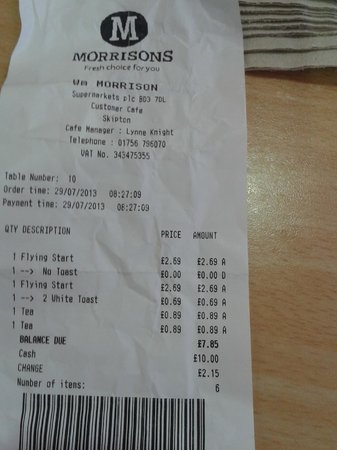 M
MORRISONS
Fresh choice for you
Wm MORRISON
Supermarkets plc BD3 7DL
Customer Cafe
Skipton
Cafe Manager : Lynne Knight
Telephone : 01756 796070
VAT No. 343475355
Table Number: 10
Order time: 29/07/2013 08:27:09
Payment time: 29/07/2013 08:27:09
QTY DESCRIPTION PRICE AMOUNT
1 Flying Start £2.69 £2.69 A
1 --> No Toast £0.00 £0.00 D
1 Flying Start £2.69 £2.69 A
1 --> 2 White Toast £0.69 £0.69 A
1 Tea £0.89 £0.89 A
1 Tea £0.89 £0.89 A
BALANCE DUE £7.85
Cash £10.00
CHANGE £2.15
Number of items: 6